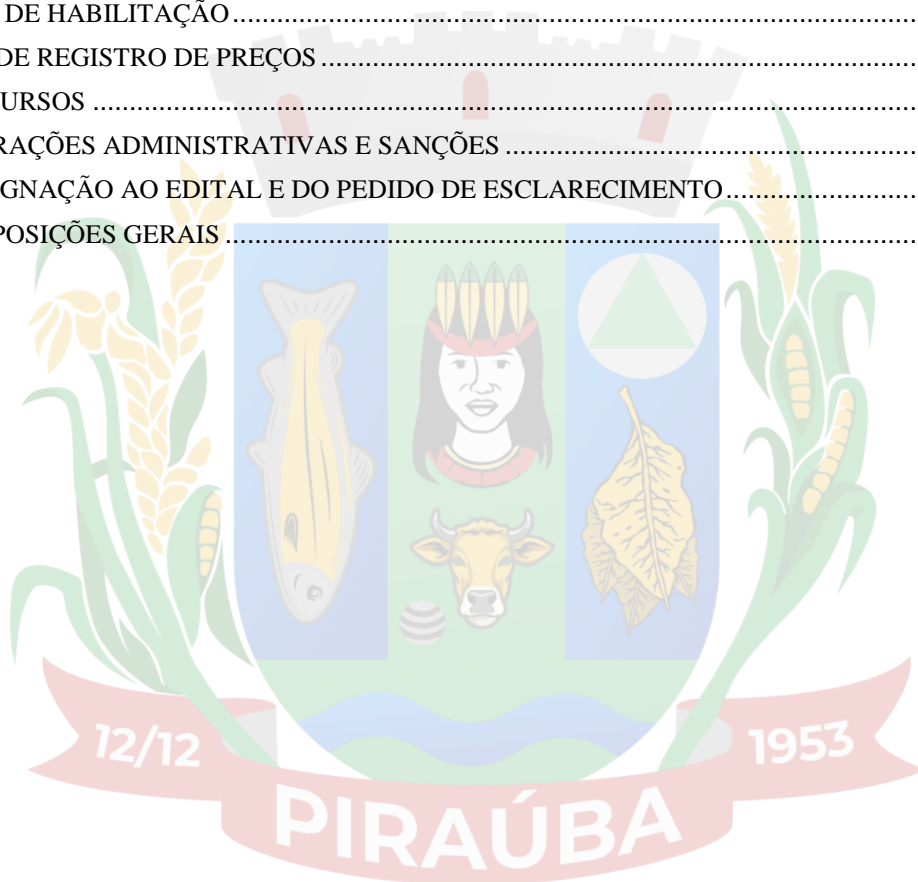 DE HABILITAÇÃO
DE REGISTRO DE PREÇOS
URSOS
RAÇÕES ADMINISTRATIVAS E SANÇÕES
GNAÇÃO AO EDITAL E DO PEDIDO DE ESCLARECIMENTO
POSIÇÕES GERAIS
12/12
1953
PIRAÚBA